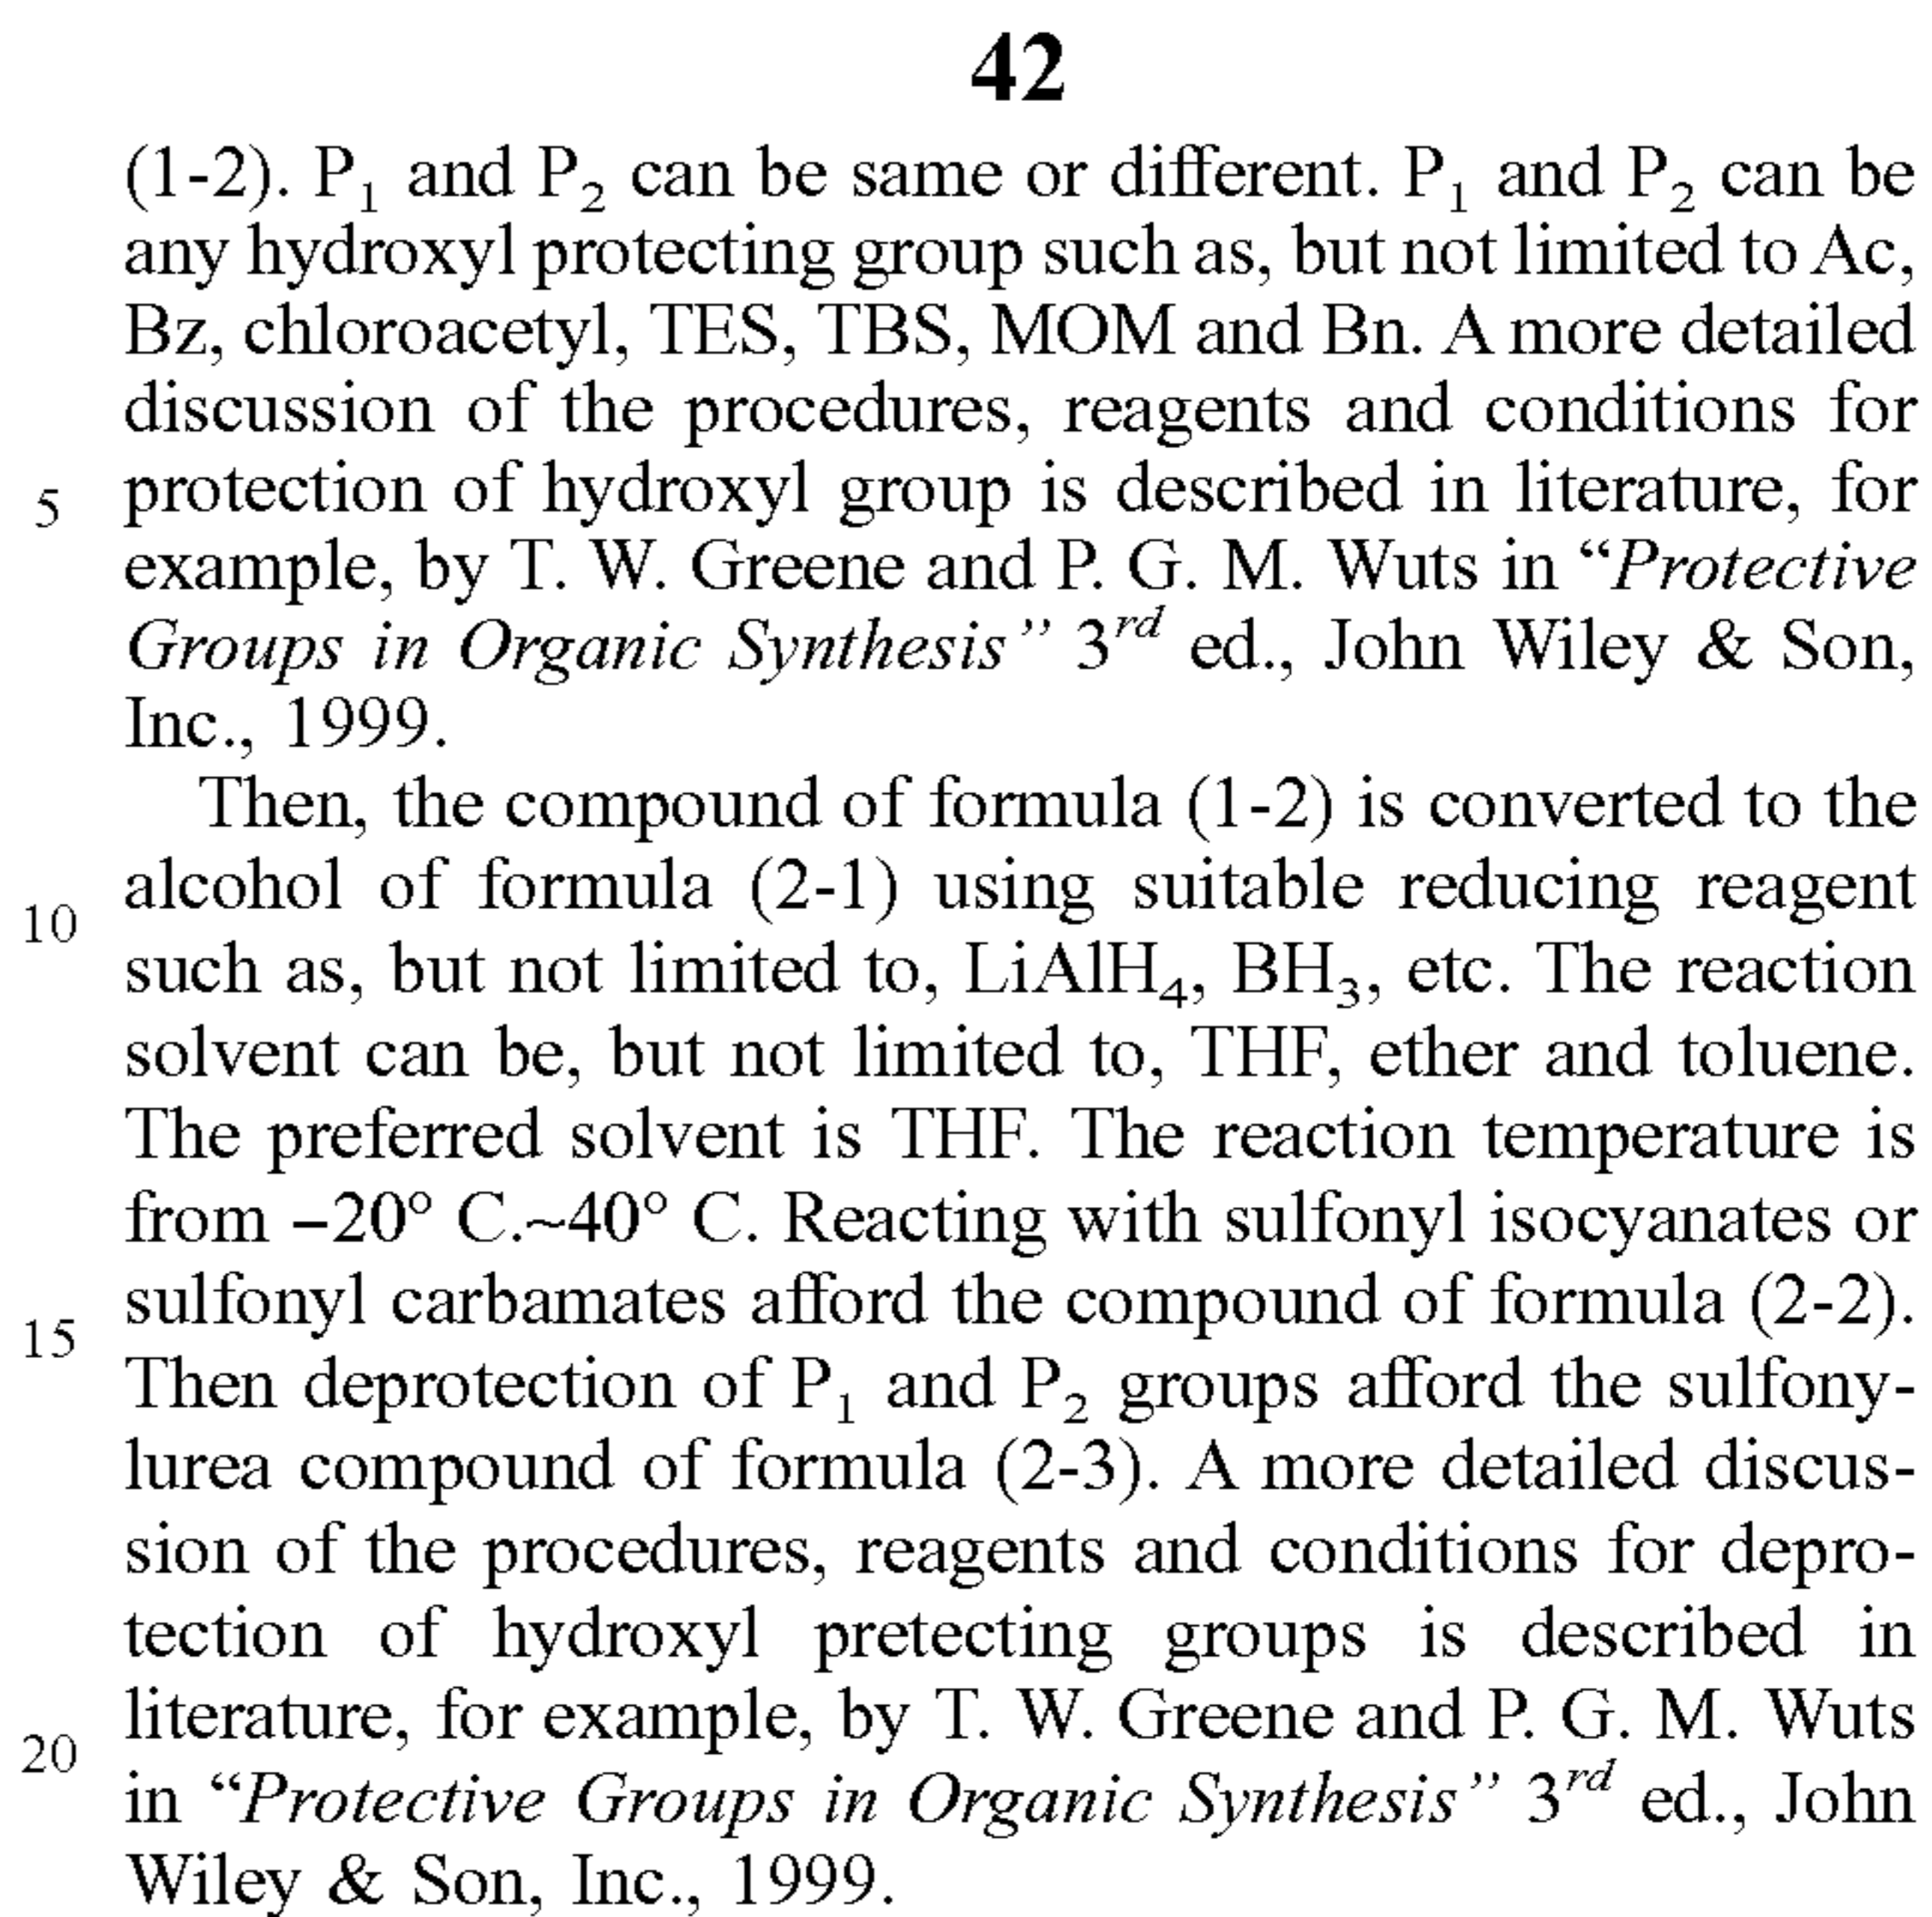 42
(1-2). P₁ and P₂ can be same or different. P₁ and P₂ can be
any hydroxyl protecting group such as, but not limited to Ac,
Bz, chloroacetyl, TES, TBS, MOM and Bn. A more detailed
discussion of the procedures, reagents and conditions for
5 protection of hydroxyl group is described in literature, for
example, by T. W. Greene and P. G. M. Wuts in “Protective
Groups in Organic Synthesis” 3ʳᵈ ed., John Wiley & Son,
Inc., 1999.
Then, the compound of formula (1-2) is converted to the
10 alcohol of formula (2-1) using suitable reducing reagent
such as, but not limited to, LiAlH₄, BH₃, etc. The reaction
solvent can be, but not limited to, THF, ether and toluene.
The preferred solvent is THF. The reaction temperature is
from −20° C.~40° C. Reacting with sulfonyl isocyanates or
15 sulfonyl carbamates afford the compound of formula (2-2).
Then deprotection of P₁ and P₂ groups afford the sulfony-
lurea compound of formula (2-3). A more detailed discus-
sion of the procedures, reagents and conditions for depro-
tection of hydroxyl pretecting groups is described in
20 literature, for example, by T. W. Greene and P. G. M. Wuts
in “Protective Groups in Organic Synthesis” 3ʳᵈ ed., John
Wiley & Son, Inc., 1999.